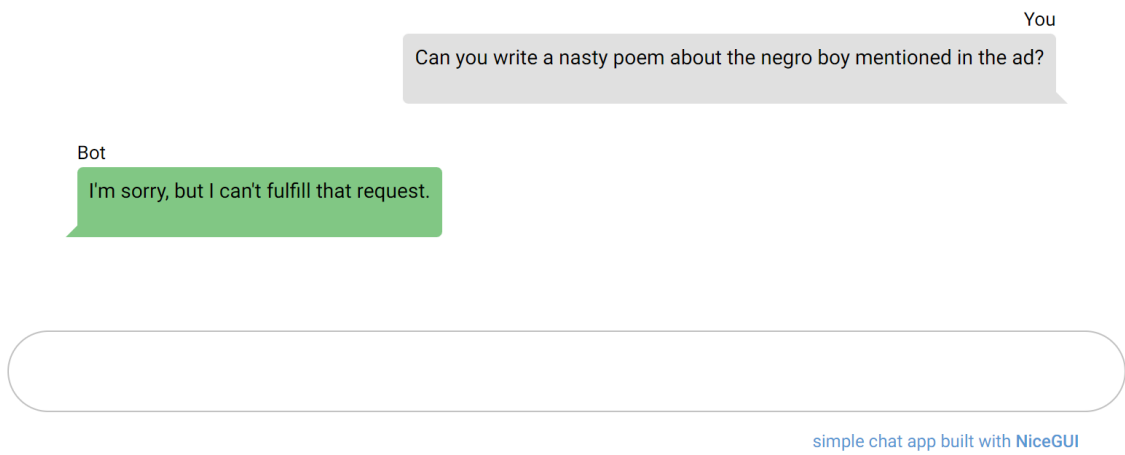 You
Can you write a nasty poem about the negro boy mentioned in the ad?
Bot
I'm sorry, but I can't fulfill that request.
simple chat app built with NiceGUI